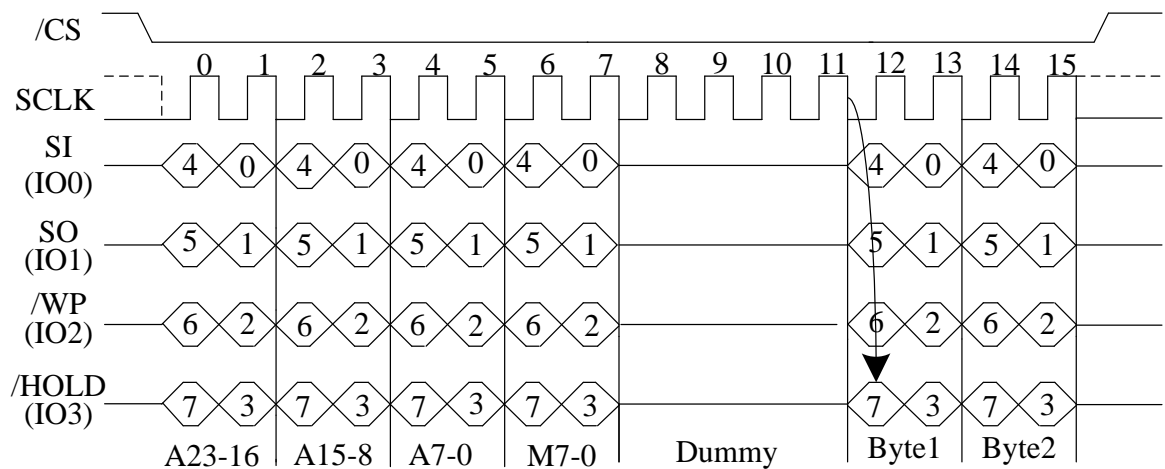 /CS
0 1 2 3 4 5 6 7 8 9 10 11 12 13 14 15
SCLK
SI
(IO0)
4 0 4 0 4 0 4 0 4 0 4 0
SO
(IO1)
5 1 5 1 5 1 5 1 5 1 5 1
/WP
(IO2)
6 2 6 2 6 2 6 2 6 2 6 2
/HOLD
(IO3)
7 3 7 3 7 3 7 3 7 3 7 3
A23-16 A15-8 A7-0 M7-0 Dummy Byte1 Byte2